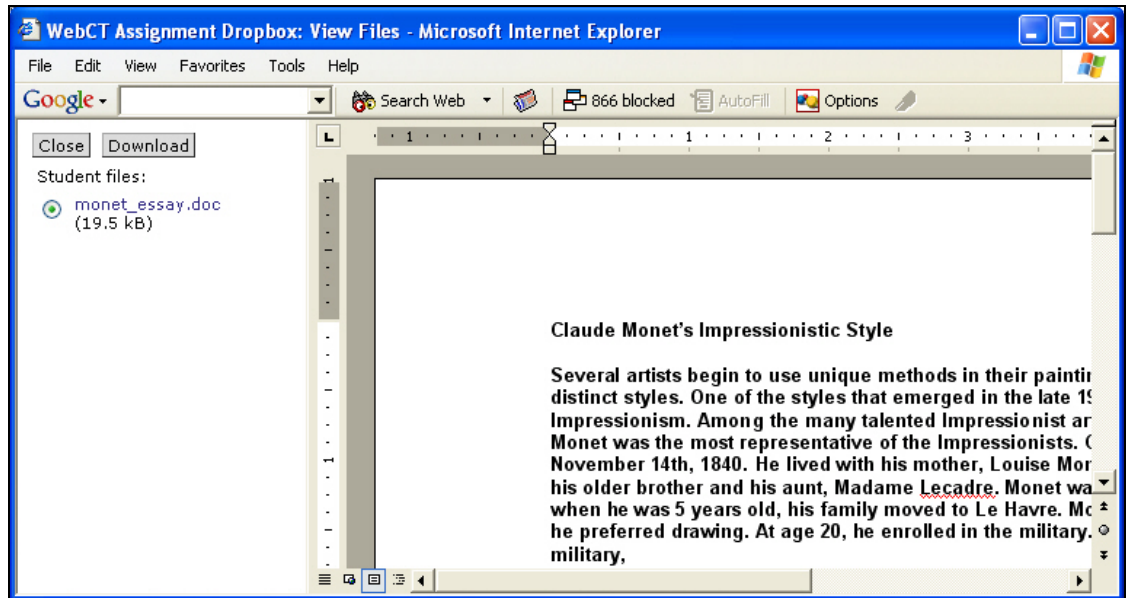 WebCT Assignment Dropbox: View Files - Microsoft Internet Explorer
File Edit View Favorites Tools Help
Google Search Web 866 blocked AutoFill Options
Close Download
Student files:
monet_essay.doc
(19.5 kB)
L 1 1 2 3
1
1
Claude Monet's Impressionistic Style
Several artists begin to use unique methods in their
distinct styles. One of the styles that emerged in the late
Impressionism. Among the many talented Impressionist
Monet was the most representative of the Impressionists.
November 14th, 1840. He lived with his mother, Louise
his older brother and his aunt, Madame Lecadre. Monet
when he was 5 years old, his family moved to Le Havre.
he preferred drawing. At age 20, he enrolled in the military.
military,